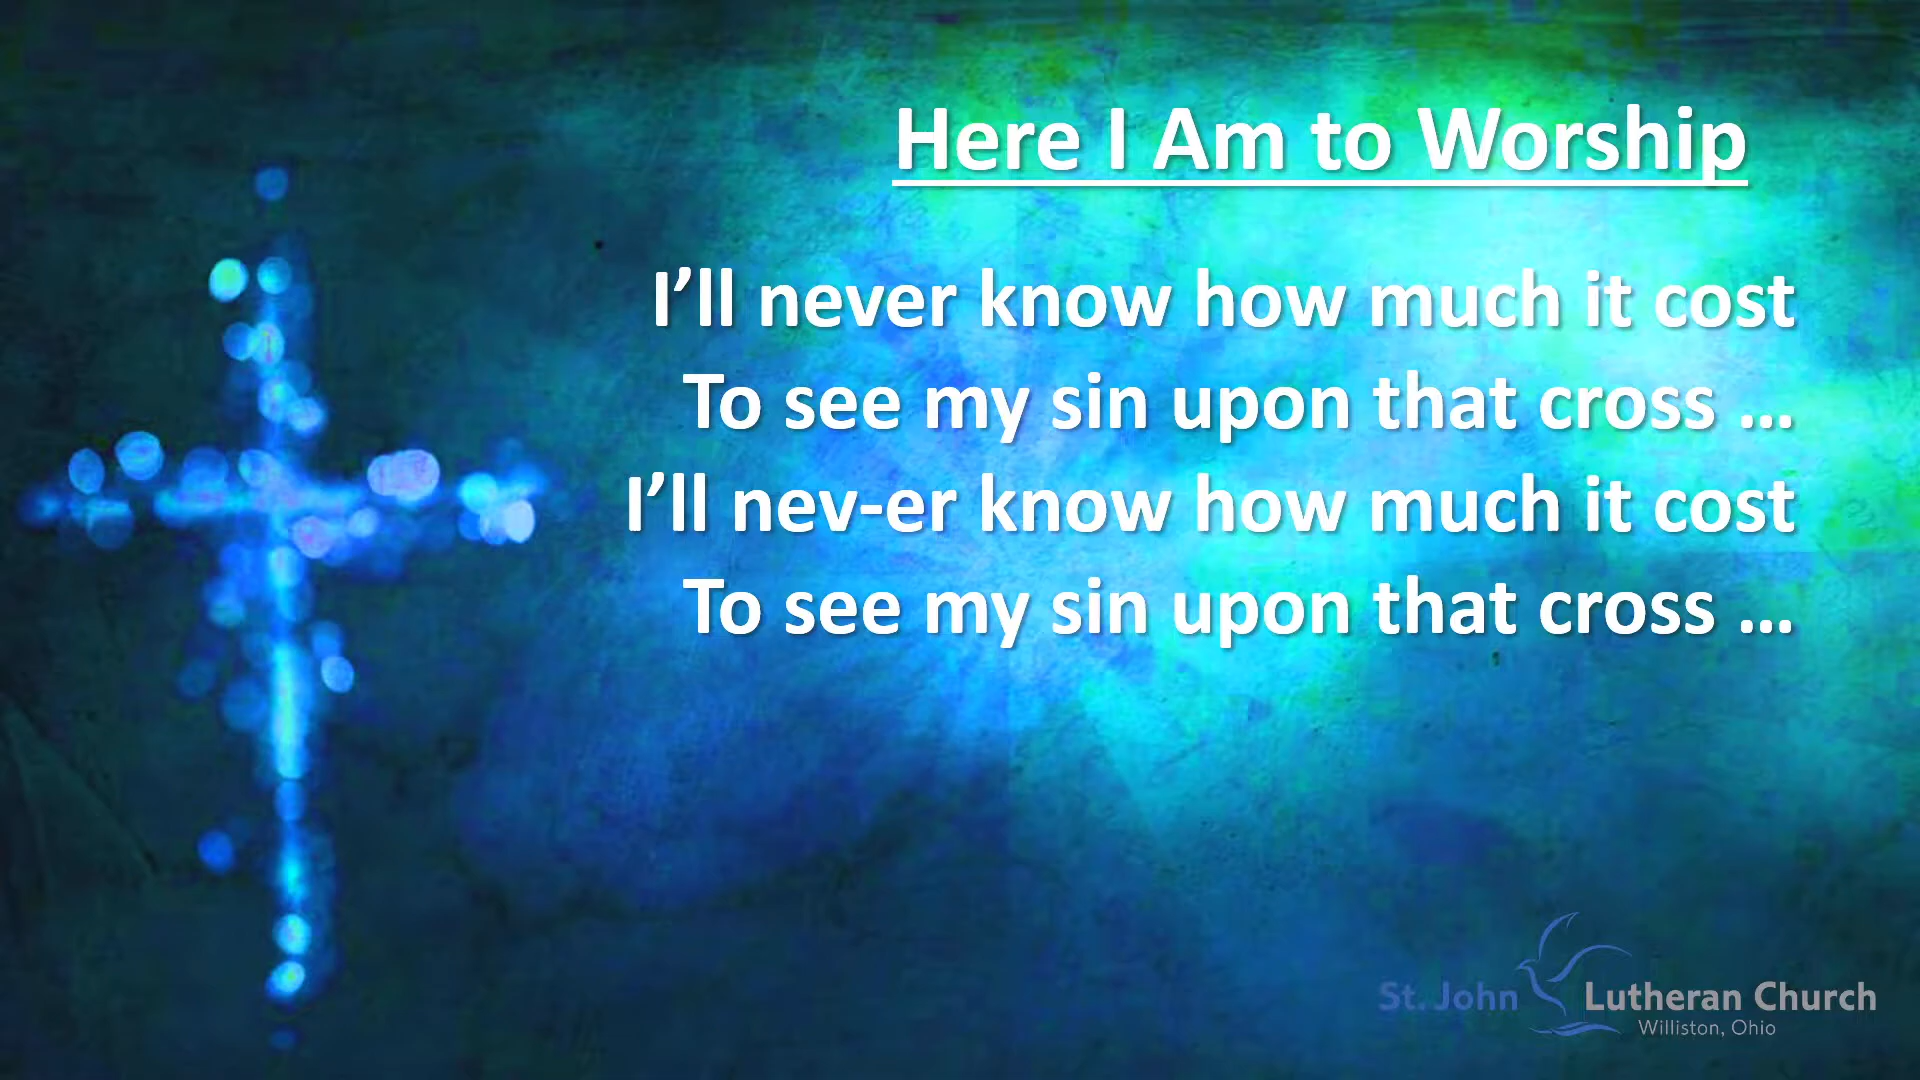 Here I Am to Worship
I’ll never know how much it cost
To see my sin upon that cross ...
I’ll nev-er know how much it cost
To see my sin upon that cross ...
St. John Lutheran Church
Williston, Ohio